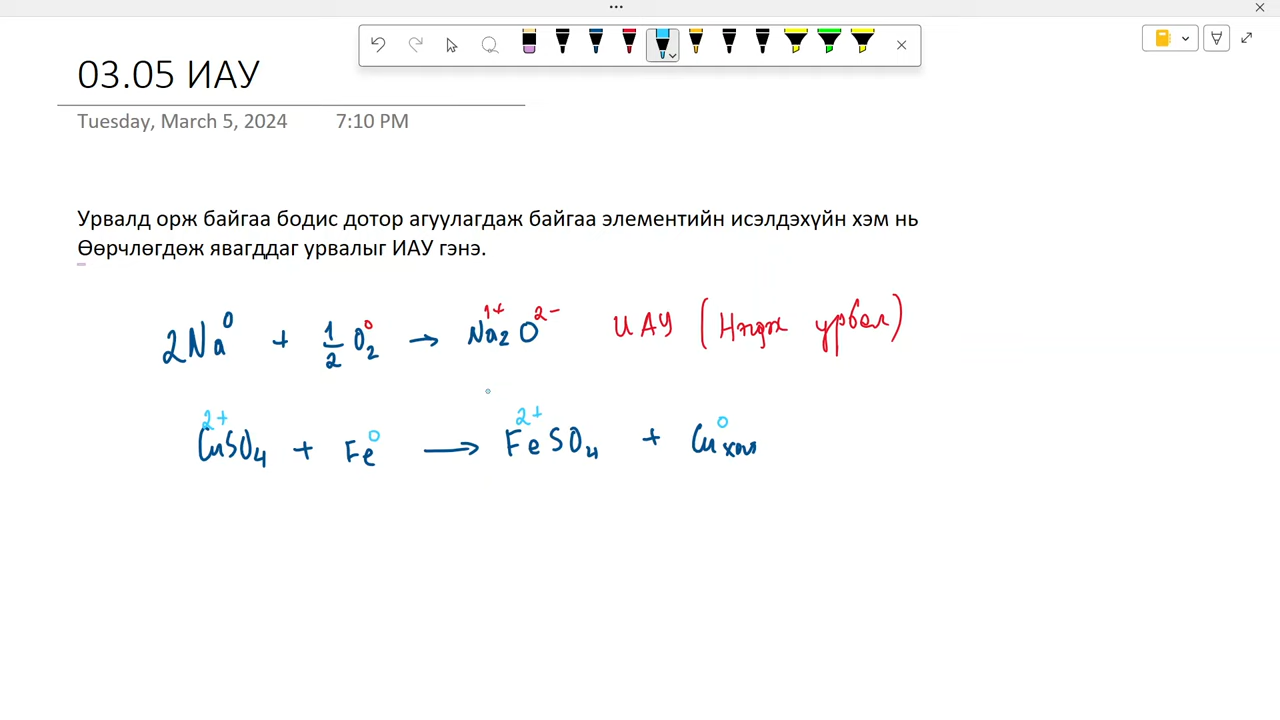 03.05 ИАУ
Tuesday, March 5, 2024 7:10 PM
Урвалд орж байгаа бодис дотор агуулагдаж байгаа элементийн исэлдэхүйн хэм нь
Өөрчлөгдөж явагддаг урвалыг ИАУ гэнэ.
2Na⁰ + 1/2 O₂⁰ → Na₂¹⁺O²⁻ ИАУ (Нэгдэх урвал)
Cu²⁺SO₄ + Fe⁰ → Fe²⁺SO₄ + Cu⁰